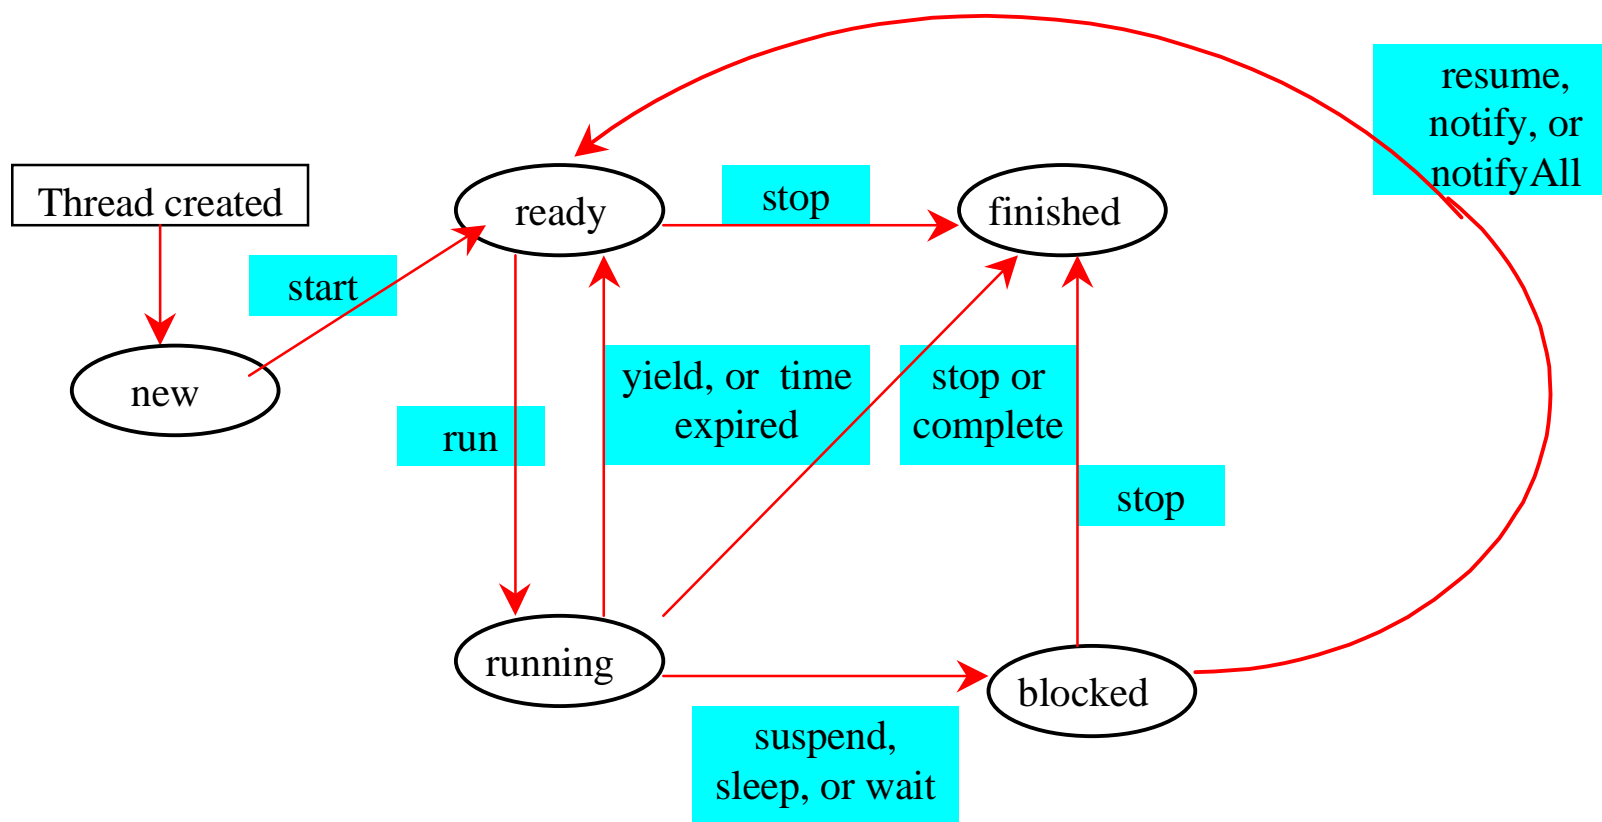 resume,
notify, or
notifyAll
Thread created
ready
stop
finished
start
new
yield, or time
expired
stop or
complete
run
stop
running
blocked
suspend,
sleep, or wait